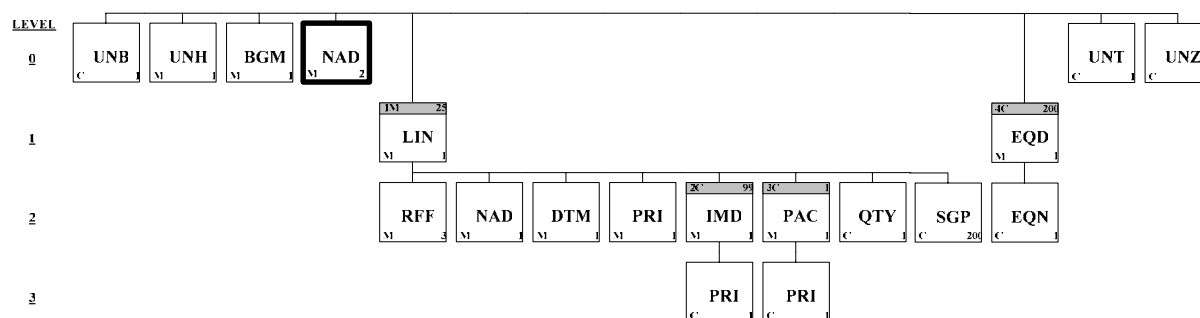 LEVEL
0 UNB UNH BGM NAD UNT UNZ
C 1 M 1 M 1 M 2 C 1 C
1M 25 4C 200
1 LIN EQD
M 1 M 1
2C 99 3C 1
2 RFF NAD DTM PRI IMD PAC QTY SGP EQN
M 3 M 1 M 1 M 1 M 1 M 1 C 1 C 200 C 1
3 PRI PRI
C 1 C 1